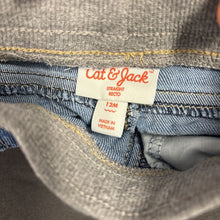 Cat & Jack
STRAIGHT
RECTO
12M
MADE IN
VIETNAM